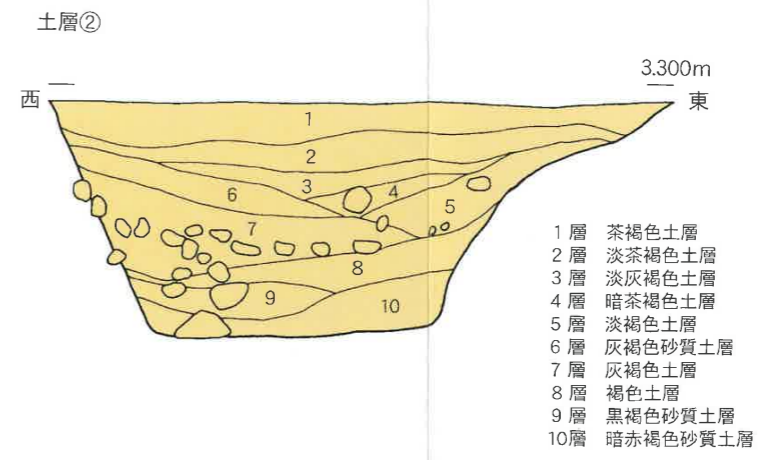 土層②
3.300m
西
東
1
2
3
4
6
5
7
8
9
10
1層 茶褐色土層
2層 淡茶褐色土層
3層 淡灰褐色土層
4層 暗茶褐色土層
5層 淡褐色土層
6層 灰褐色砂質土層
7層 灰褐色土層
8層 褐色土層
9層 黒褐色砂質土層
10層 暗赤褐色砂質土層